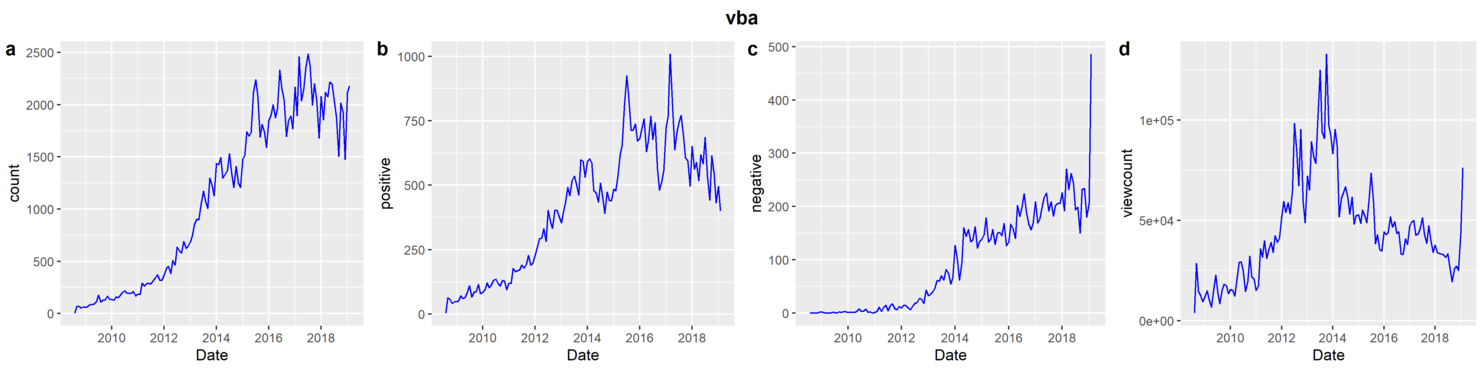 vba
a
count
2500
2000
1500
1000
500
0
2010 2012 2014 2016 2018
Date
b
positive
1000
750
500
250
0
2010 2012 2014 2016 2018
Date
c
negative
500
400
300
200
100
0
2010 2012 2014 2016 2018
Date
d
viewcount
1e+05
5e+04
0e+00
2010 2012 2014 2016 2018
Date